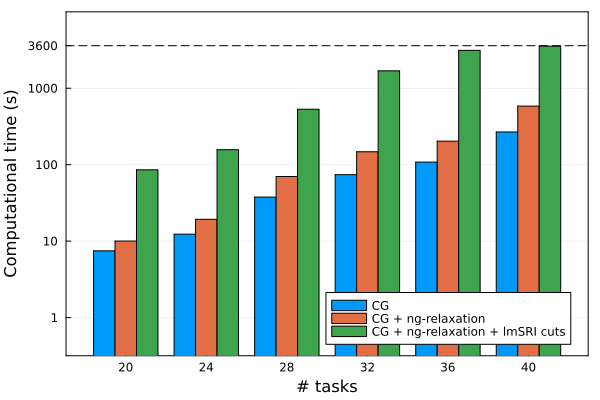 Computational time (s)
3600
1000
100
10
1
20 24 28 32 36 40
# tasks
CG
CG + ng-relaxation
CG + ng-relaxation + lmSRI cuts